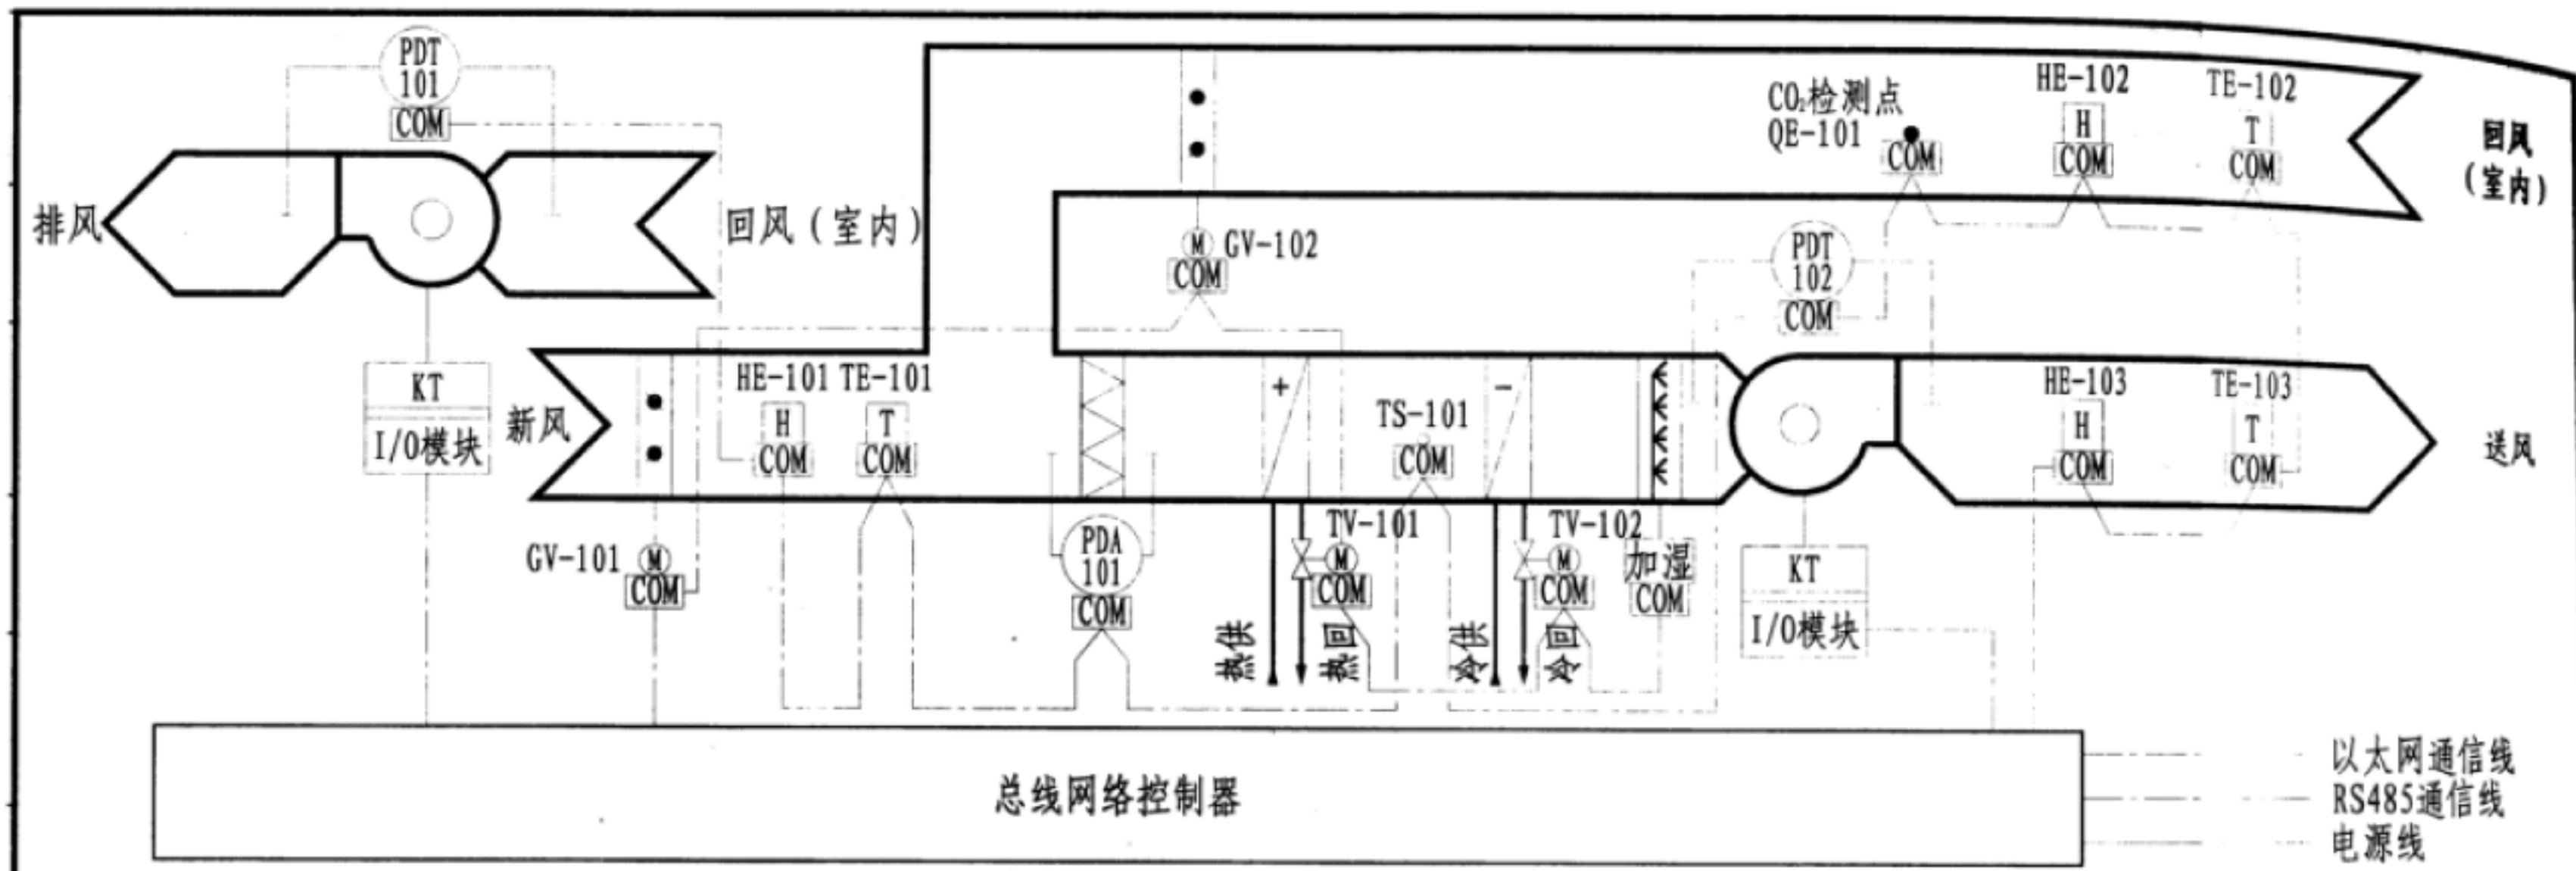 PDT
101
COM
排风
回风（室内）
KT
I/O模块
CO₂检测点
QE-101
COM
HE-102
H
COM
TE-102
T
COM
回风
（室内）
M
GV-102
COM
PDT
102
COM
新风
HE-101
H
COM
TE-101
T
COM
+
TS-101
COM
-
HE-103
H
COM
TE-103
T
COM
送风
GV-101
M
COM
PDA
101
COM
TV-101
M
COM
TV-102
M
COM
加湿
COM
KT
I/O模块
热供
热回
冷供
冷回
总线网络控制器
以太网通信线
RS485通信线
电源线